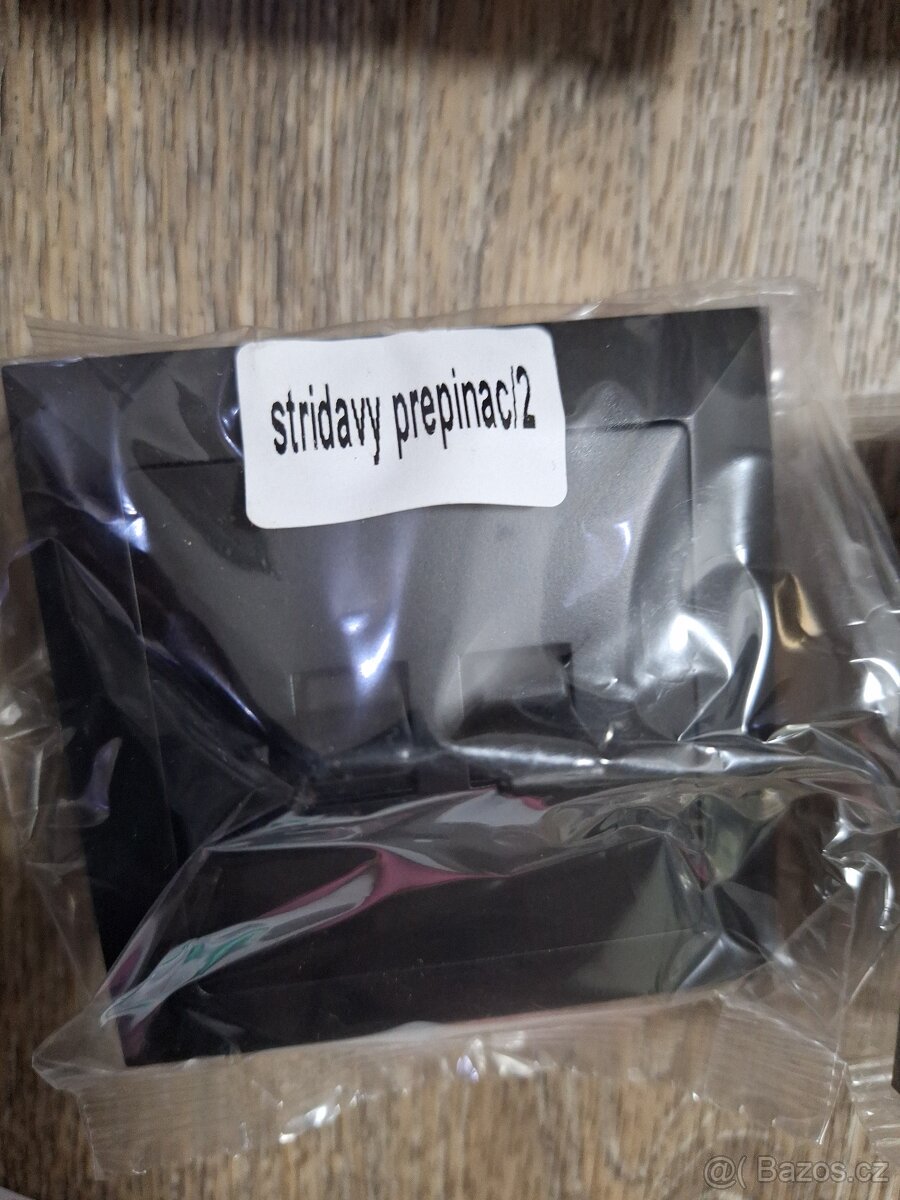 stridavy prepinac/2
@( Bazos.cz